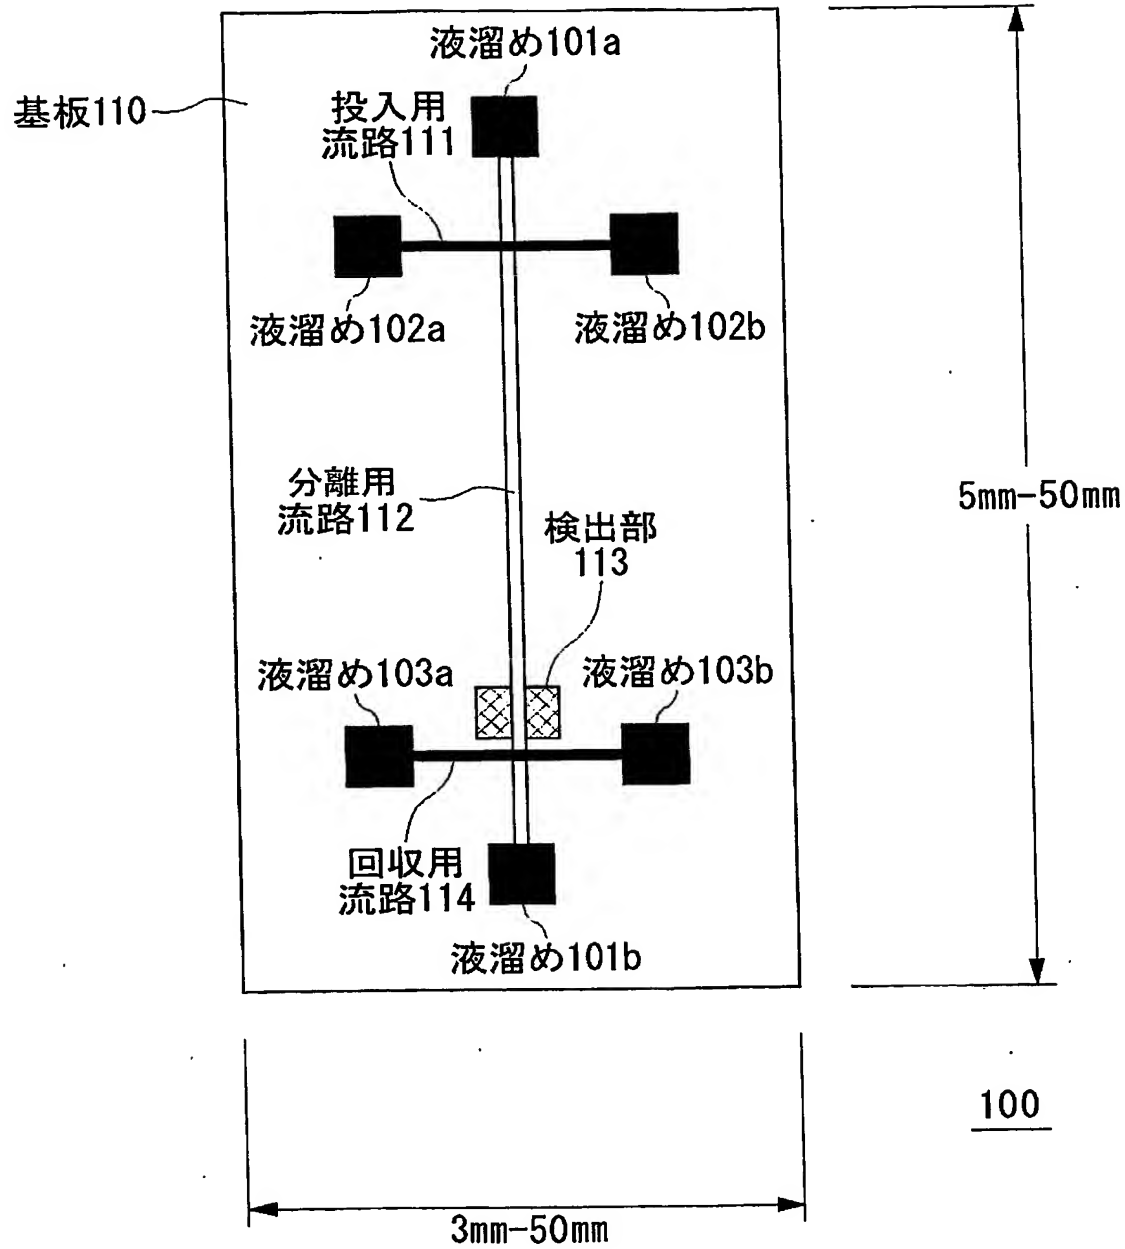 液溜め101a
基板110
投入用
流路111
液溜め102a
液溜め102b
分離用
流路112
5mm-50mm
検出部
113
液溜め103a
液溜め103b
回収用
流路114
液溜め101b
100
3mm-50mm